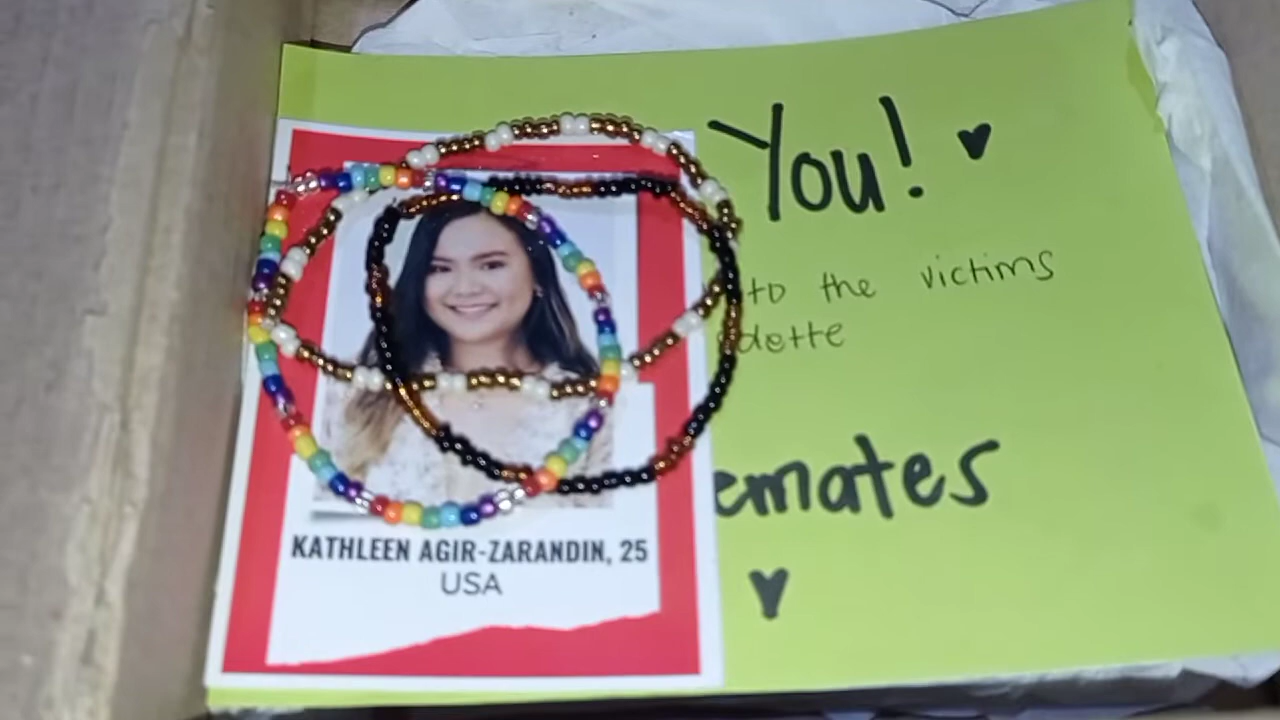 You!
to the victims
dette
emates
KATHLEEN AGIR-ZARANDIN, 25
USA